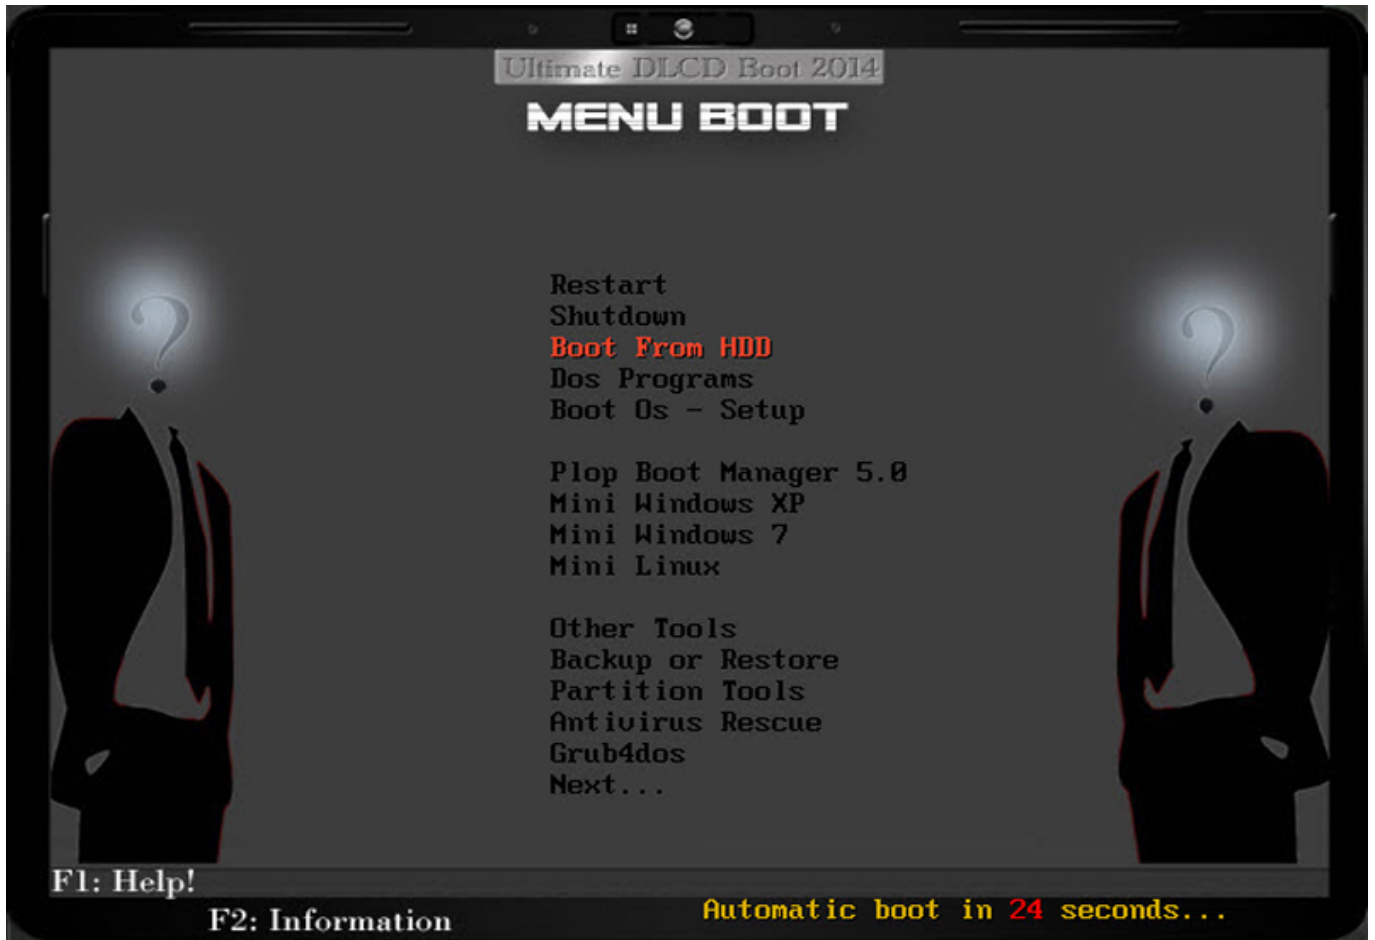 Ultimate DLCD Boot 2014
MENU BOOT
Restart
Shutdown
Boot From HDD
Dos Programs
Boot Os - Setup
Plop Boot Manager 5.0
Mini Windows XP
Mini Windows 7
Mini Linux
Other Tools
Backup or Restore
Partition Tools
Antivirus Rescue
Grub4dos
Next...
F1: Help!
F2: Information
Automatic boot in 24 seconds...